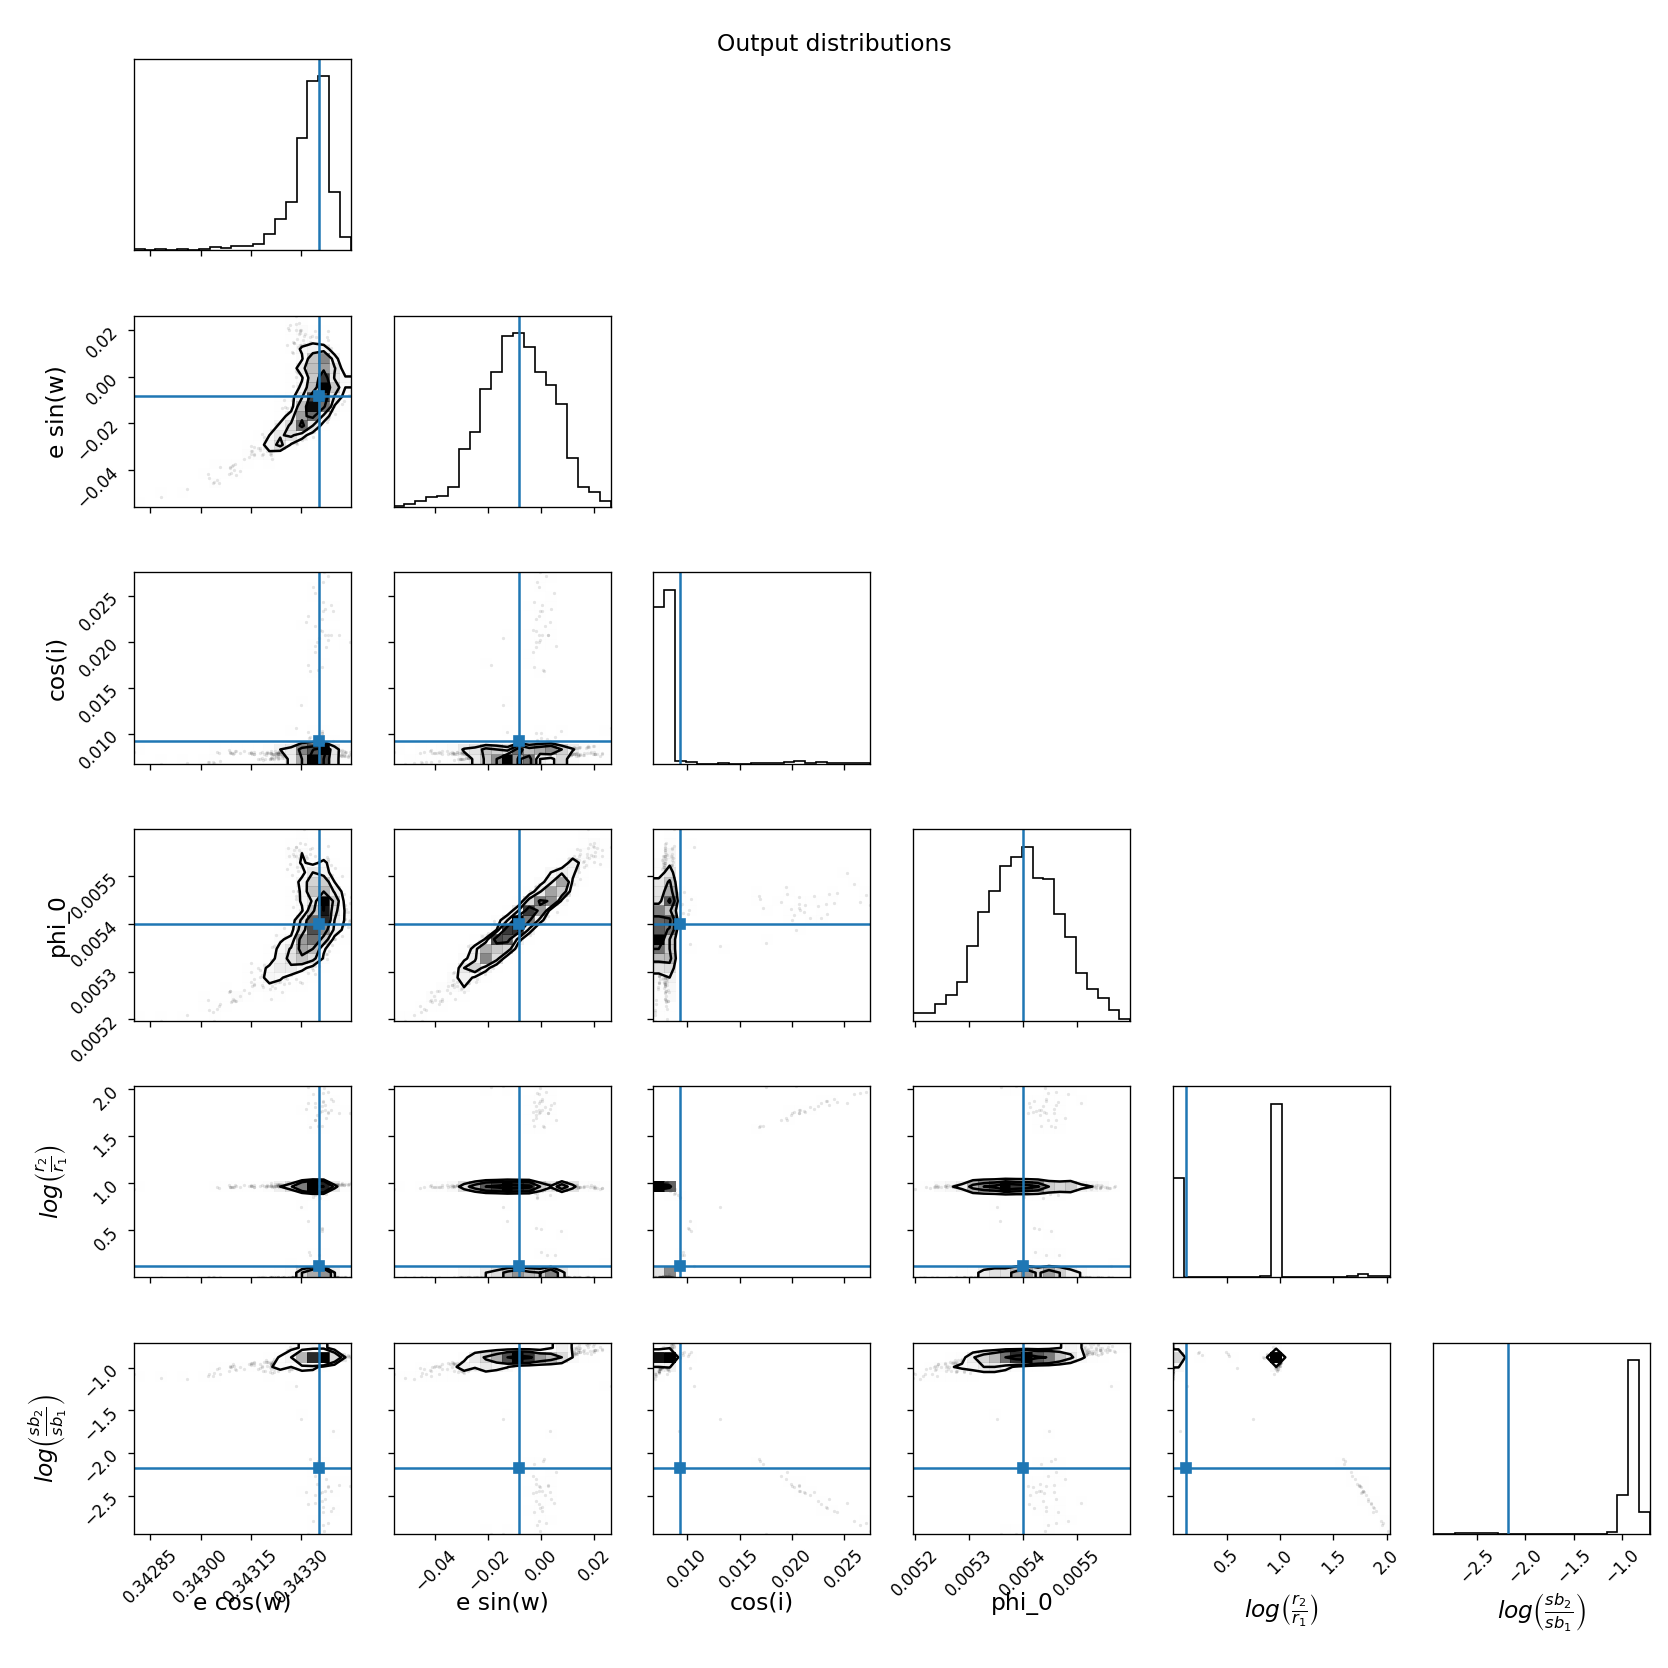 Output distributions
e sin(w)
0.02
0.00
−0.02
−0.04
cos(i)
0.025
0.020
0.015
0.010
phi_0
0.0055
0.0054
0.0053
0.0052
log(r2/r1)
2.0
1.5
1.0
0.5
log(sb2/sb1)
−1.0
−1.5
−2.0
−2.5
0.34285 0.34300 0.34315 0.34330
−0.04 −0.02 0.00 0.02
0.010 0.015 0.020 0.025
0.0052 0.0053 0.0054 0.0055
0.5 1.0 1.5 2.0
−2.5 −2.0 −1.5 −1.0
e cos(w) e sin(w) cos(i) phi_0 log(r2/r1) log(sb2/sb1)